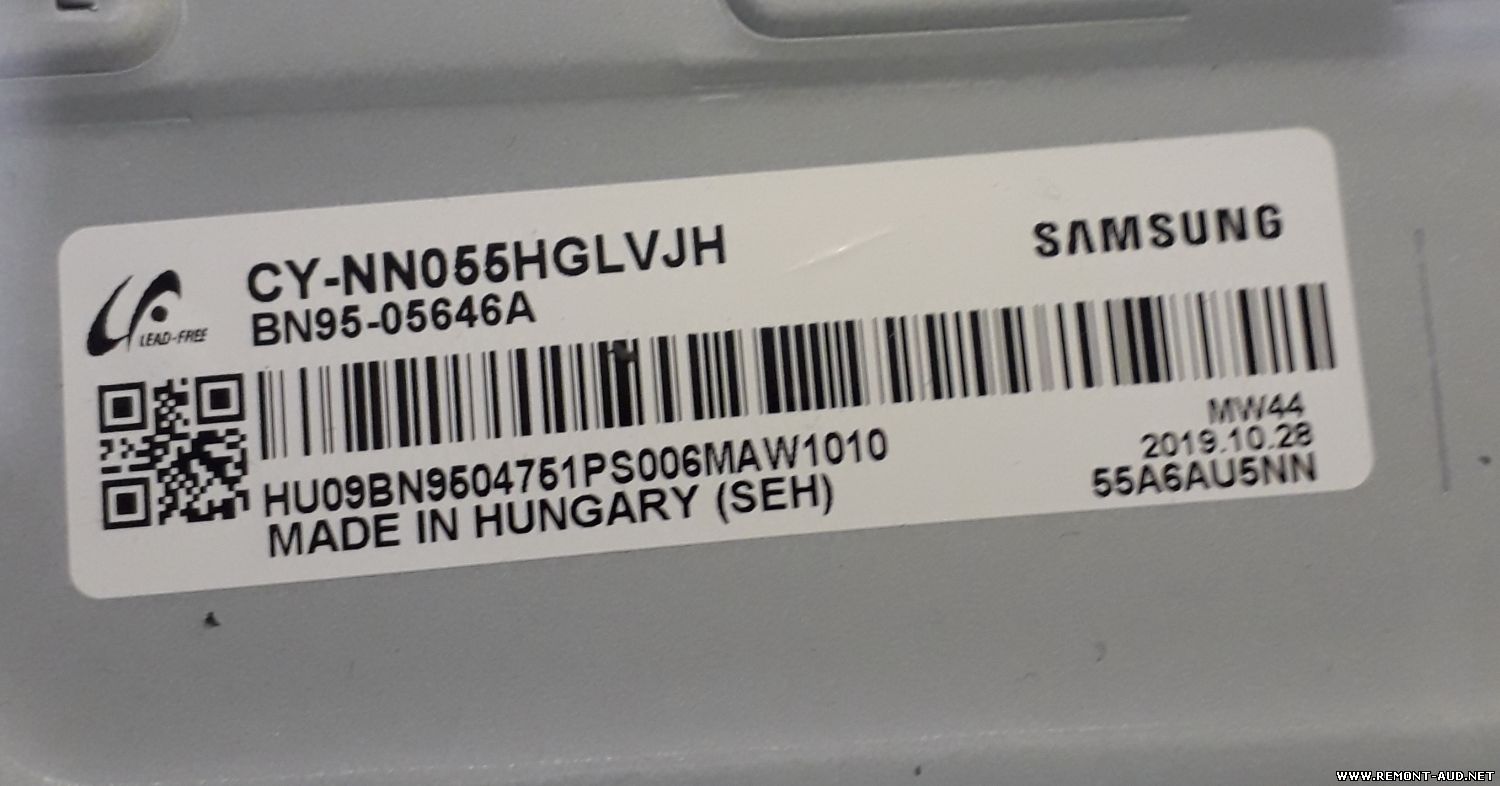 CY-NN055HGLVJH
SAMSUNG
BN95-05646A
LEAD-FREE
HU09BN9504751PS006MAW1010
MADE IN HUNGARY (SEH)
MW44
2019.10.28
55A6AU5NN
WWW.REMONT-AUD.NET